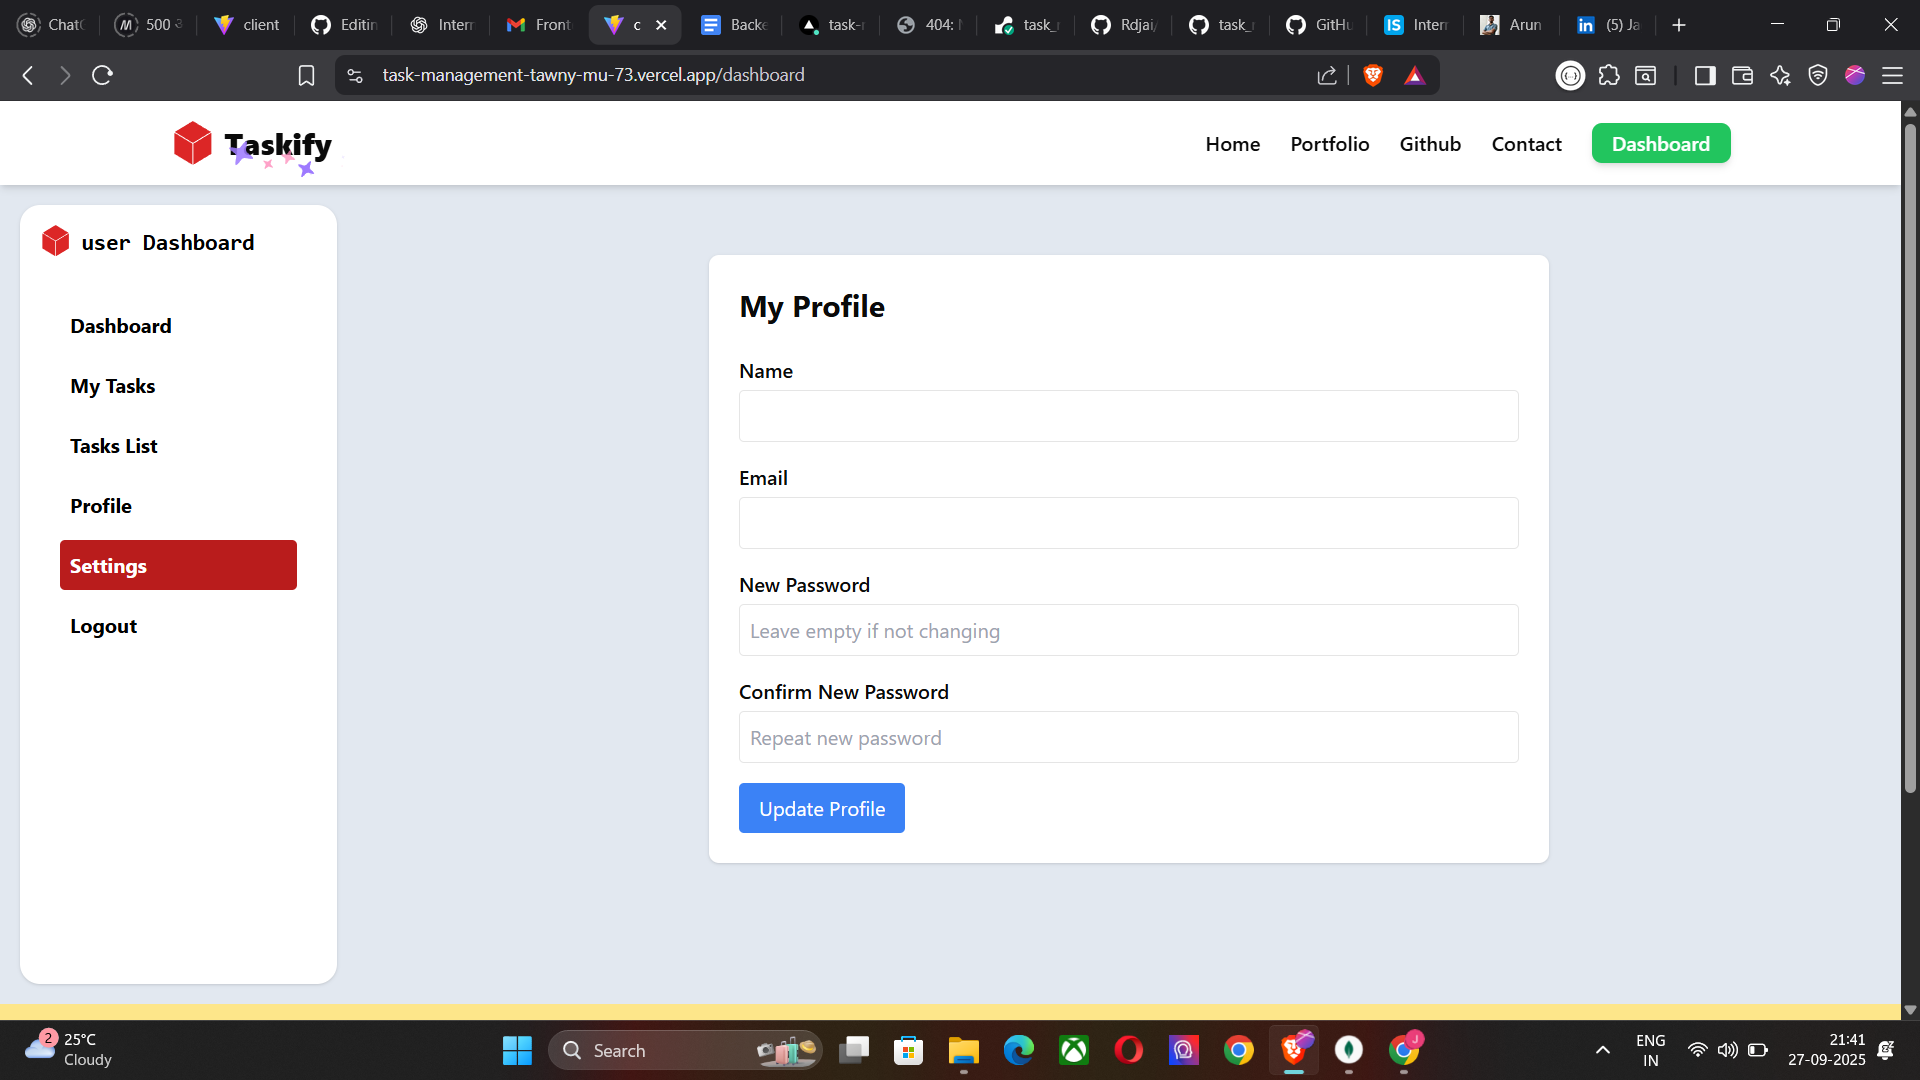 ChatG
500
client
Editin
Intern
Front
c
Backe
task-
404:
task_
Rdjai/
task_
GitHu
Intern
Arun
(5) Ja
task-management-tawny-mu-73.vercel.app/dashboard
Taskify
Home Portfolio Github Contact Dashboard
user Dashboard
Dashboard
My Tasks
Tasks List
Profile
Settings
Logout
My Profile
Name
Email
New Password
Leave empty if not changing
Confirm New Password
Repeat new password
Update Profile
2
25°C
Cloudy
Search
J
ENG
IN
21:41
27-09-2025